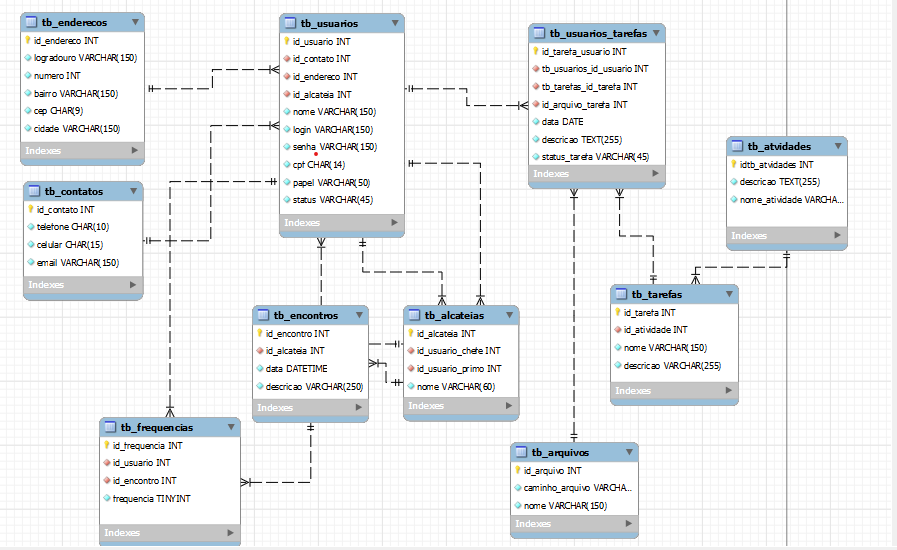 tb_enderecos
id_endereco INT
logradouro VARCHAR(150)
numero INT
bairro VARCHAR(150)
cep CHAR(9)
cidade VARCHAR(150)
Indexes
tb_contatos
id_contato INT
telefone CHAR(10)
celular CHAR(15)
email VARCHAR(150)
Indexes
tb_usuarios
id_usuario INT
id_contato INT
id_endereco INT
id_alcateia INT
nome VARCHAR(150)
login VARCHAR(150)
senha VARCHAR(150)
cpf CHAR(14)
papel VARCHAR(50)
status VARCHAR(45)
Indexes
tb_usuarios_tarefas
id_tarefa_usuario INT
tb_usuarios_id_usuario INT
tb_tarefas_id_tarefa INT
id_arquivo_tarefa INT
data DATE
descricao TEXT(255)
status_tarefa VARCHAR(45)
Indexes
tb_atvidades
idtb_atvidades INT
descricao TEXT(255)
nome_atividade VARCHA...
Indexes
tb_encontros
id_encontro INT
id_alcateia INT
data DATETIME
descricao VARCHAR(250)
Indexes
tb_alcateias
id_alcateia INT
id_usuario_chefe INT
id_usuario_primo INT
nome VARCHAR(60)
Indexes
tb_tarefas
id_tarefa INT
id_atividade INT
nome VARCHAR(150)
descricao VARCHAR(255)
Indexes
tb_frequencias
id_frequencia INT
id_usuario INT
id_encontro INT
frequencia TINYINT
Indexes
tb_arquivos
id_arquivo INT
caminho_arquivo VARCHA...
nome VARCHAR(150)
Indexes